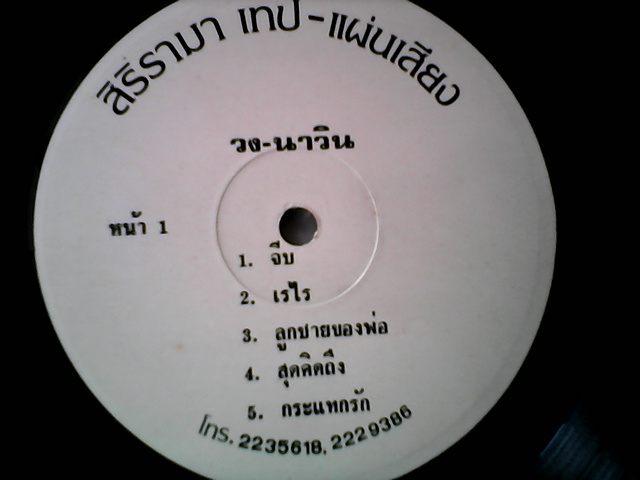 สิริรามา เทป-แผ่นเสียง
วง-นาวิน
หน้า 1
1. จีบ
2. เรไร
3. ลูกชายของพ่อ
4. สุดคิดถึง
5. กระแทกรัก
โทร. 2235618, 2229386